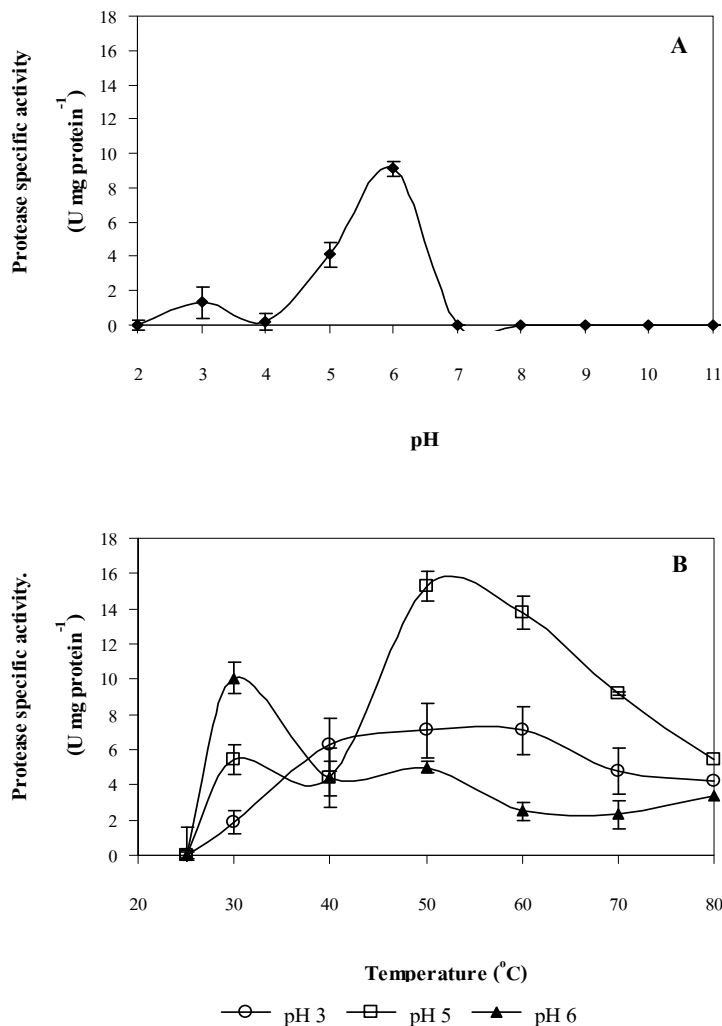 A
Protease specific activity
(U mg protein⁻¹)
18
16
14
12
10
8
6
4
2
0
2 3 4 5 6 7 8 9 10 11
pH
B
Protease specific activity.
(U mg protein⁻¹)
18
16
14
12
10
8
6
4
2
0
20 30 40 50 60 70 80
Temperature (°C)
pH 3 pH 5 pH 6